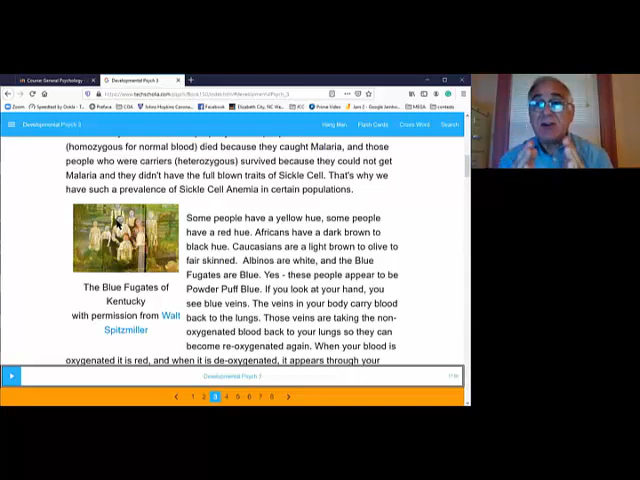 Course: General Psychology
Developmental Psych 3
Developmental Psych 3
Hang Man Flash Cards Cross Word Search
(homozygous for normal blood) died because they caught Malaria, and those
people who were carriers (heterozygous) survived because they could not get
Malaria and they didn't have the full blown traits of Sickle Cell. That's why we
have such a prevalence of Sickle Cell Anemia in certain populations.
Some people have a yellow hue, some people
have a red hue. Africans have a dark brown to
black hue. Caucasians are a light brown to olive to
fair skinned. Albinos are white, and the Blue
Fugates are Blue. Yes - these people appear to be
Powder Puff Blue. If you look at your hand, you
see blue veins. The veins in your body carry blood
back to the lungs. Those veins are taking the non-
oxygenated blood back to your lungs so they can
become re-oxygenated again. When your blood is
oxygenated it is red, and when it is de-oxygenated, it appears through your
The Blue Fugates of
Kentucky
with permission from Walt
Spitzmiller
Developmental Psych 3
1 2 3 4 5 6 7 8